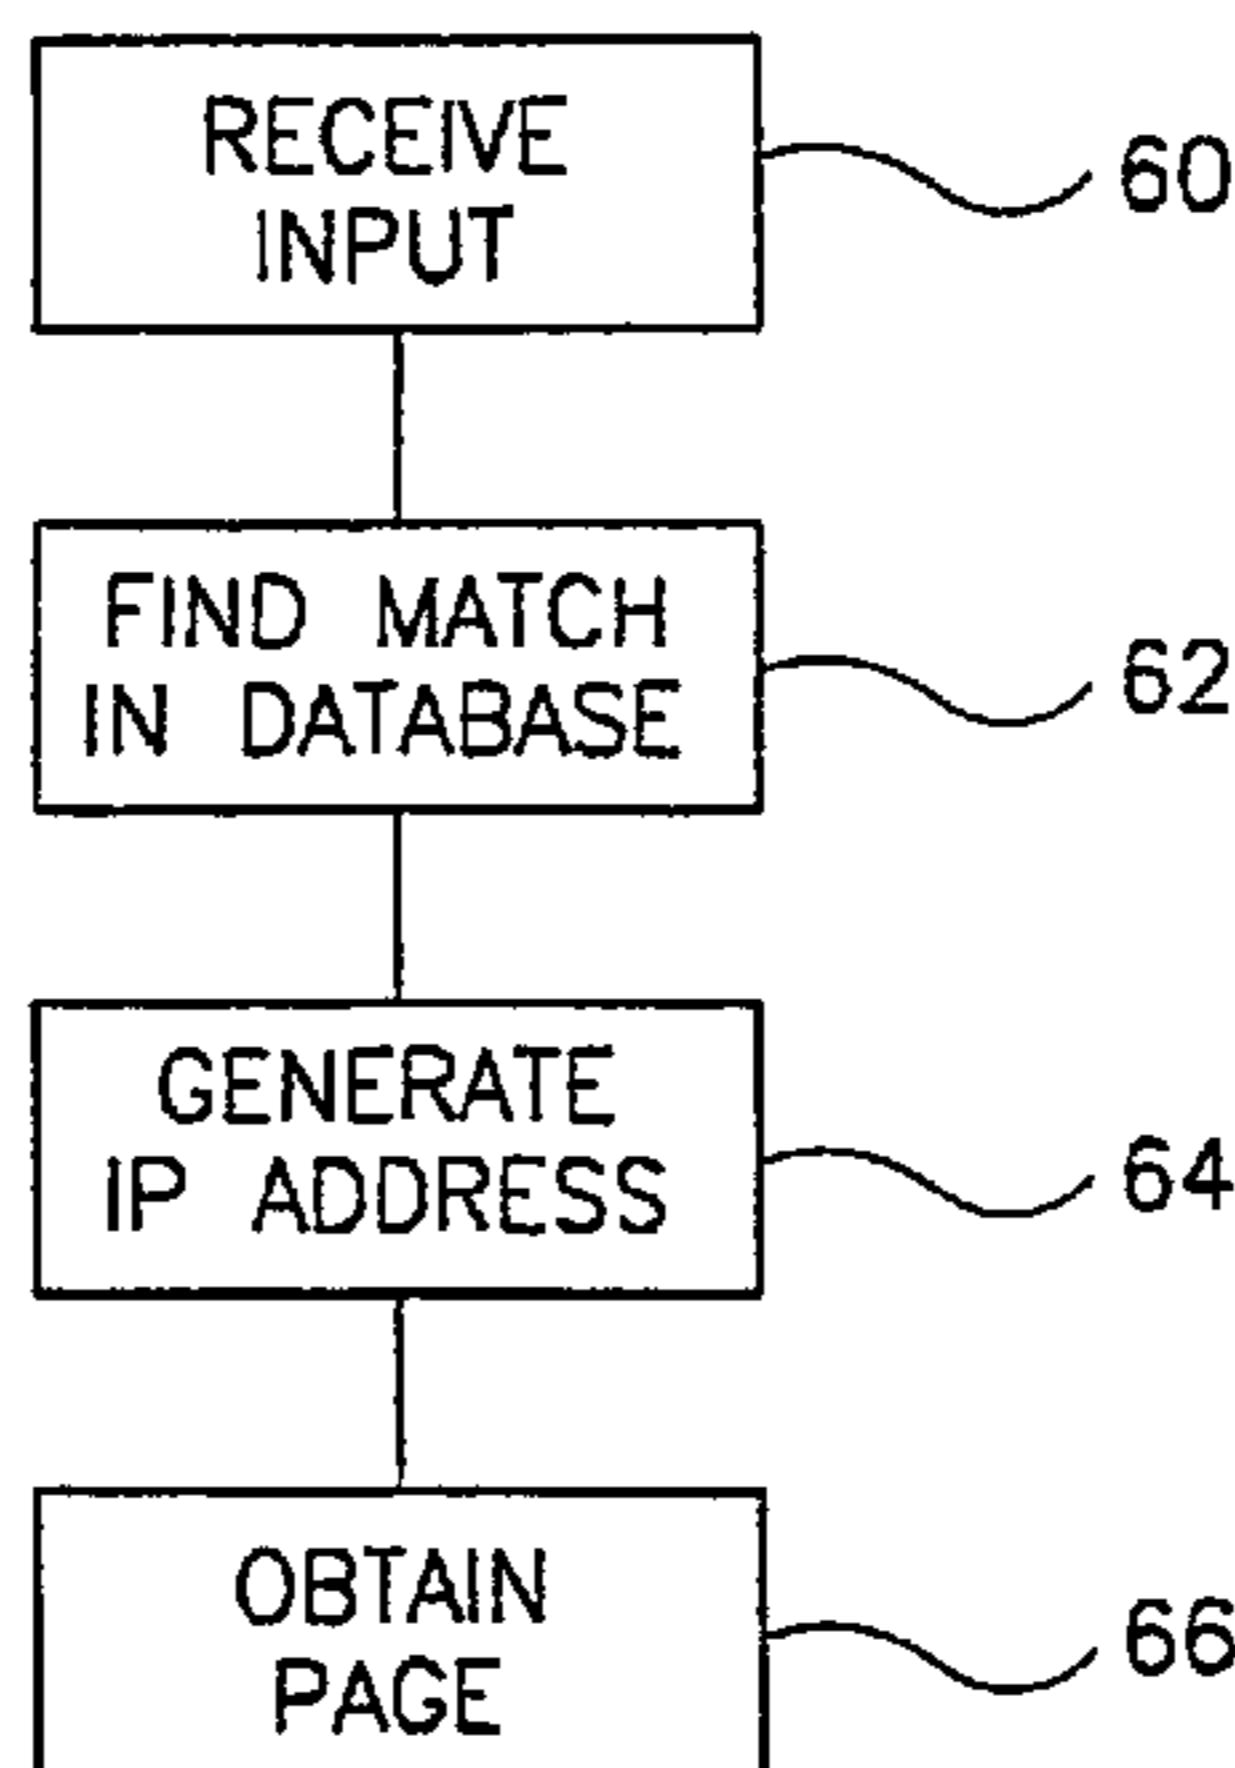 RECEIVE
INPUT
60
FIND MATCH
IN DATABASE
62
GENERATE
IP ADDRESS
64
OBTAIN
PAGE
66